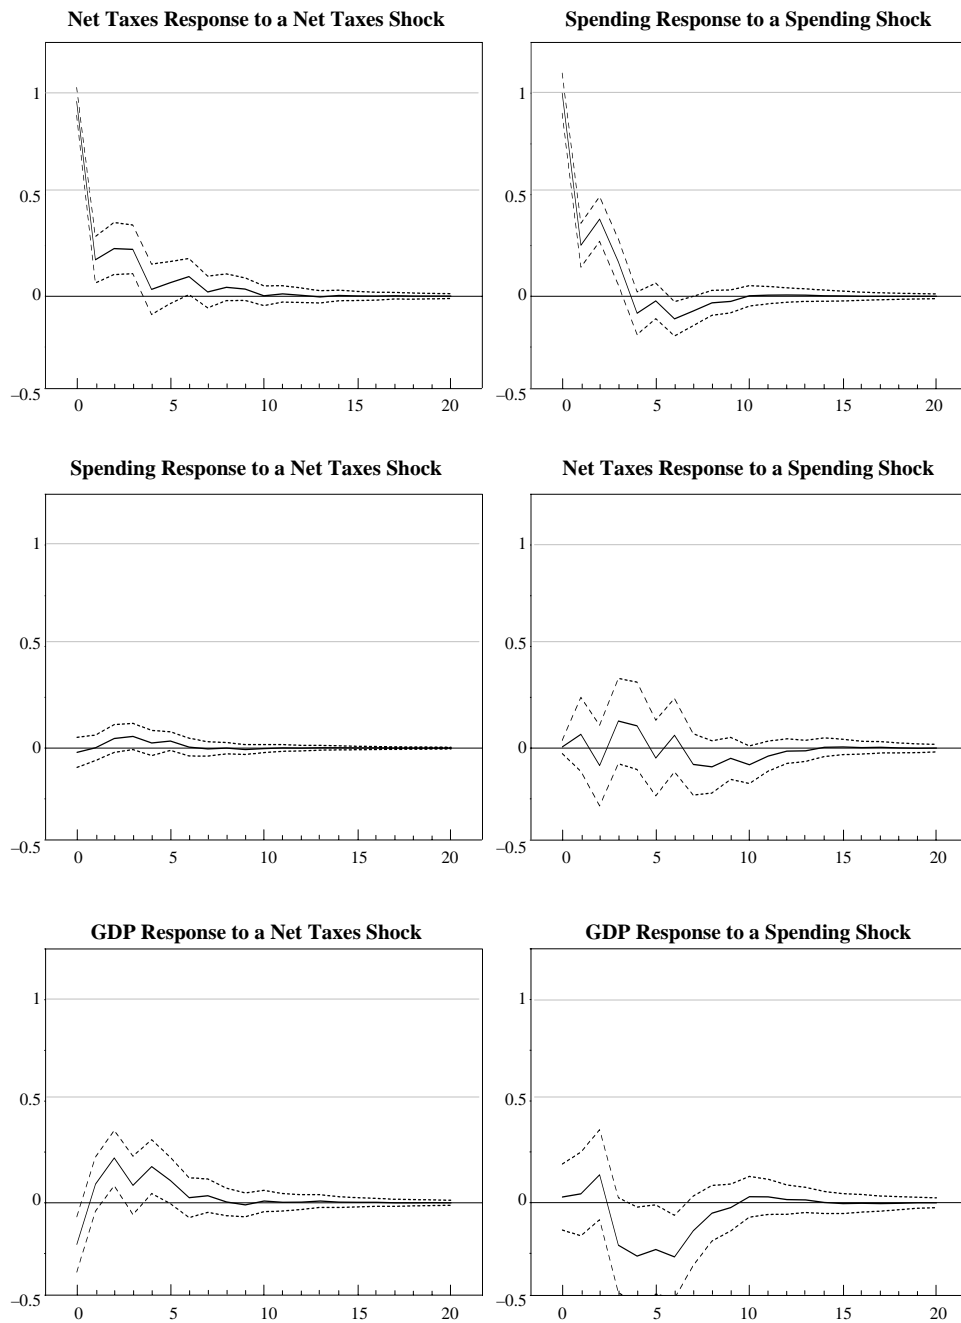 Net Taxes Response to a Net Taxes Shock
1
0.5
0
–0.5
0 5 10 15 20
Spending Response to a Spending Shock
1
0.5
0
–0.5
0 5 10 15 20
Spending Response to a Net Taxes Shock
1
0.5
0
–0.5
0 5 10 15 20
Net Taxes Response to a Spending Shock
1
0.5
0
–0.5
0 5 10 15 20
GDP Response to a Net Taxes Shock
1
0.5
0
–0.5
0 5 10 15 20
GDP Response to a Spending Shock
1
0.5
0
–0.5
0 5 10 15 20